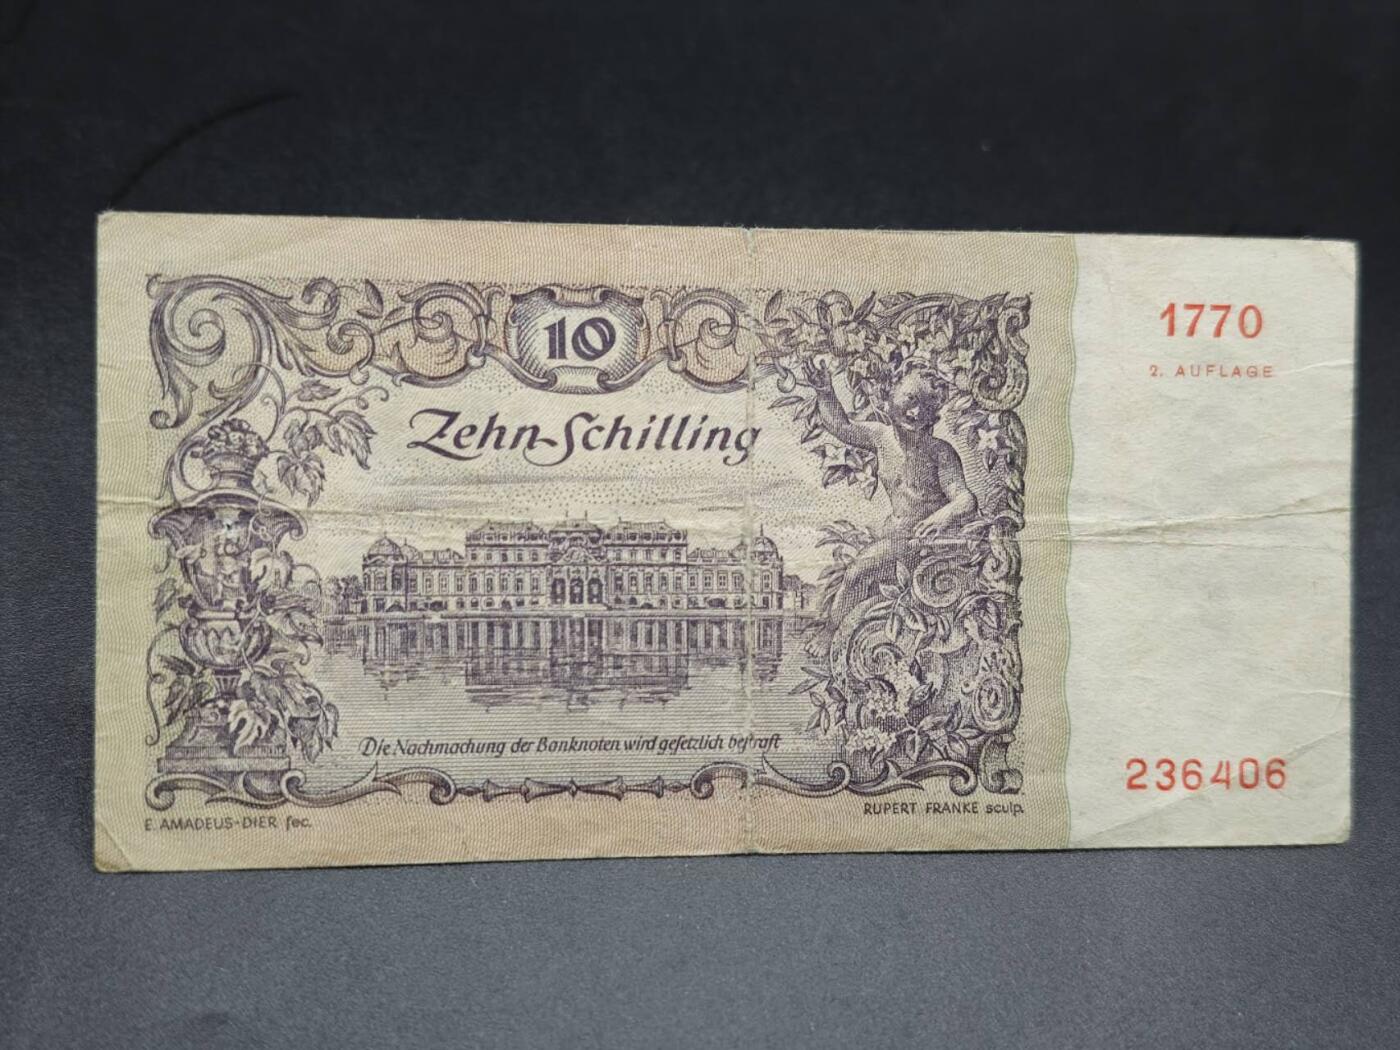 10
Zehn Schilling
Die Nachmachung der Banknoten wird gesetzlich bestraft
E. AMADEUS-DIER fec.
RUPERT FRANKE sculp.
1770
2. AUFLAGE
236406